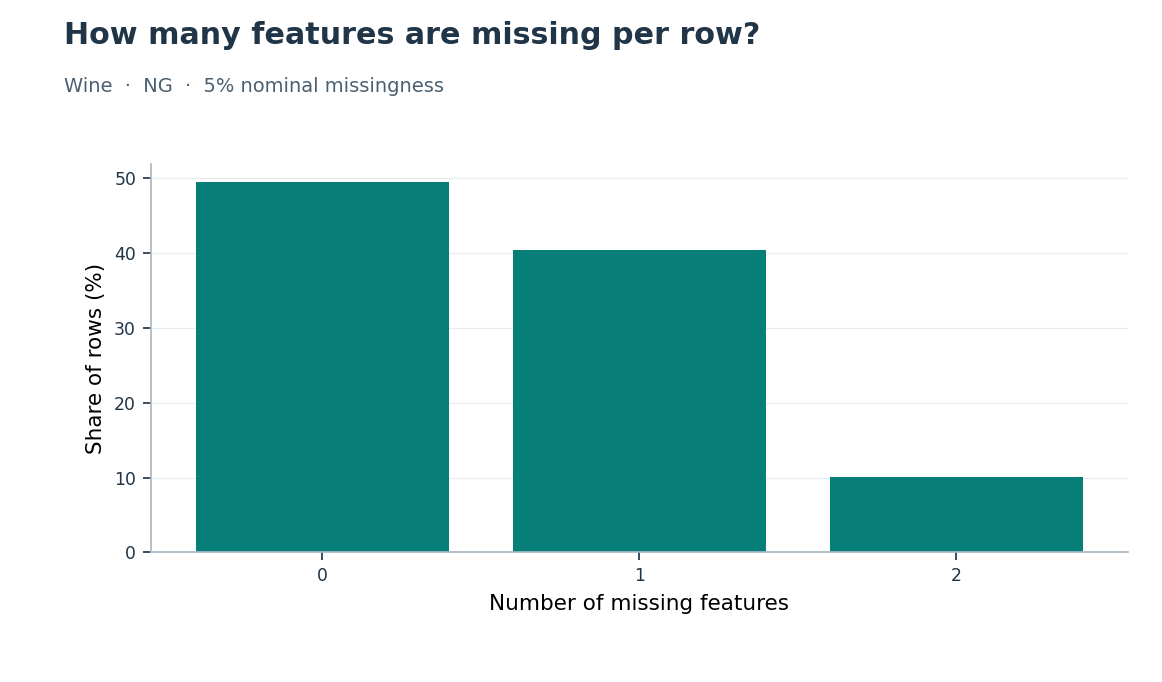 How many features are missing per row?
Wine · NG · 5% nominal missingness
50
40
30
20
10
0
Share of rows (%)
0 1 2
Number of missing features